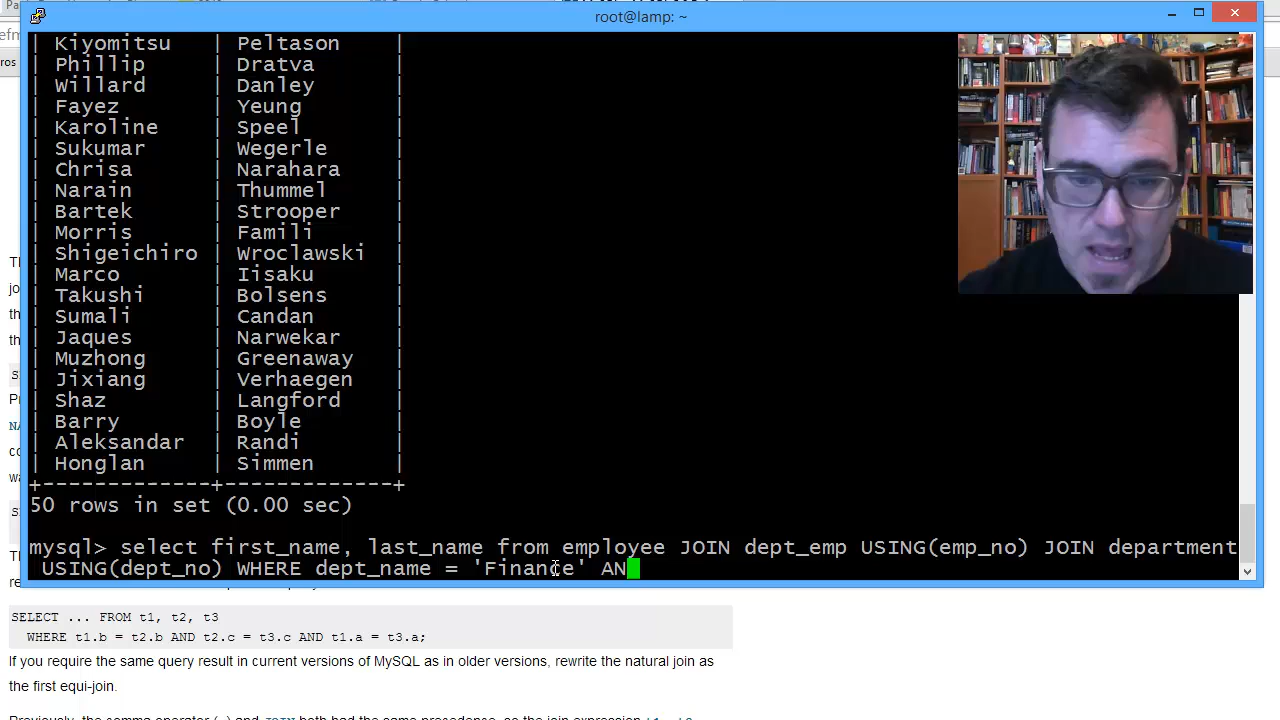 root@lamp: ~
| Kiyomitsu | Peltason |
| Phillip | Dratva |
| Willard | Danley |
| Fayez | Yeung |
| Karoline | Speel |
| Sukumar | Wegerle |
| Chrisa | Narahara |
| Narain | Thummel |
| Bartek | Strooper |
| Morris | Famili |
| Shigeichiro | Wroclawski |
| Marco | Iisaku |
| Takushi | Bolsens |
| Sumali | Candan |
| Jaques | Narwekar |
| Muzhong | Greenaway |
| Jixiang | Verhaegen |
| Shaz | Langford |
| Barry | Boyle |
| Aleksandar | Randi |
| Honglan | Simmen |
+-------------+------------+
50 rows in set (0.00 sec)
mysql> select first_name, last_name from employee JOIN dept_emp USING(emp_no) JOIN department
USING(dept_no) WHERE dept_name = 'Finance' AN
SELECT ... FROM t1, t2, t3
WHERE t1.b = t2.b AND t2.c = t3.c AND t1.a = t3.a;
If you require the same query result in current versions of MySQL as in older versions, rewrite the natural join as
the first equi-join.